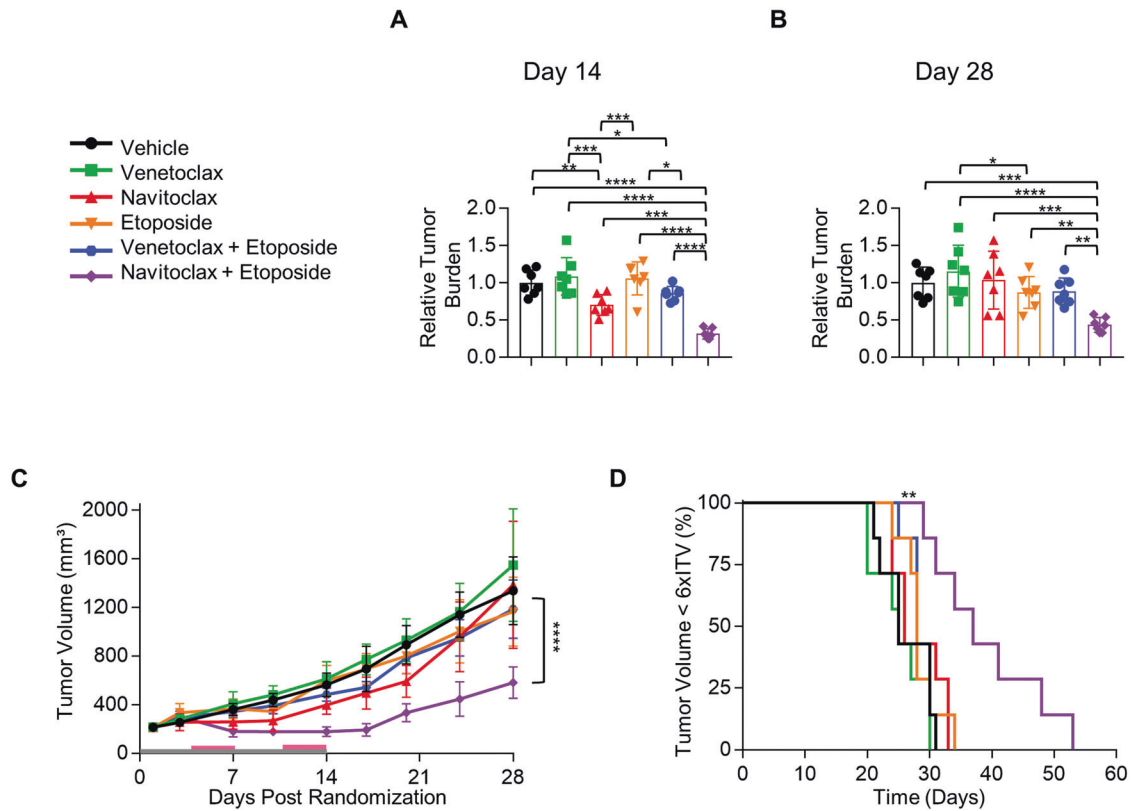 A
B
Day 14
Day 28
Vehicle
Venetoclax
Navitoclax
Etoposide
Venetoclax + Etoposide
Navitoclax + Etoposide
***
*
***
** *
****
****
***
****
****
Relative Tumor
Burden
2.0
1.5
1.0
0.5
0.0
*
***
****
***
**
**
Relative Tumor
Burden
2.0
1.5
1.0
0.5
0.0
C
Tumor Volume (mm³)
2000
1600
1200
800
400
0
****
0 7 14 21 28
Days Post Randomization
D
Tumor Volume < 6xITV (%)
100
75
50
25
0
**
0 10 20 30 40 50 60
Time (Days)